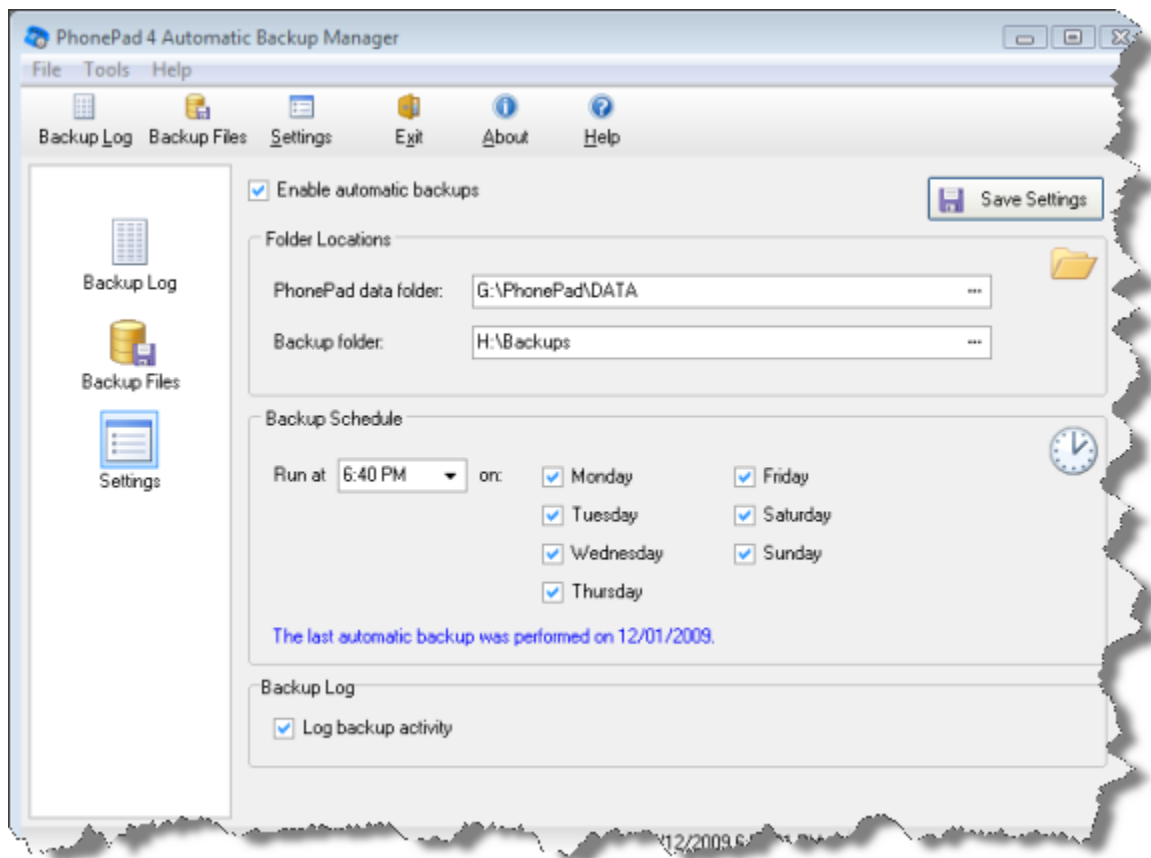 PhonePad 4 Automatic Backup Manager
File Tools Help
Backup Log Backup Files Settings Exit About Help
Enable automatic backups
Save Settings
Folder Locations
Backup Log
PhonePad data folder: G:\PhonePad\DATA ...
Backup folder: H:\Backups ...
Backup Files
Backup Schedule
Settings
Run at 6:40 PM on: Monday Friday
Tuesday Saturday
Wednesday Sunday
Thursday
The last automatic backup was performed on 12/01/2009.
Backup Log
Log backup activity
12/2009